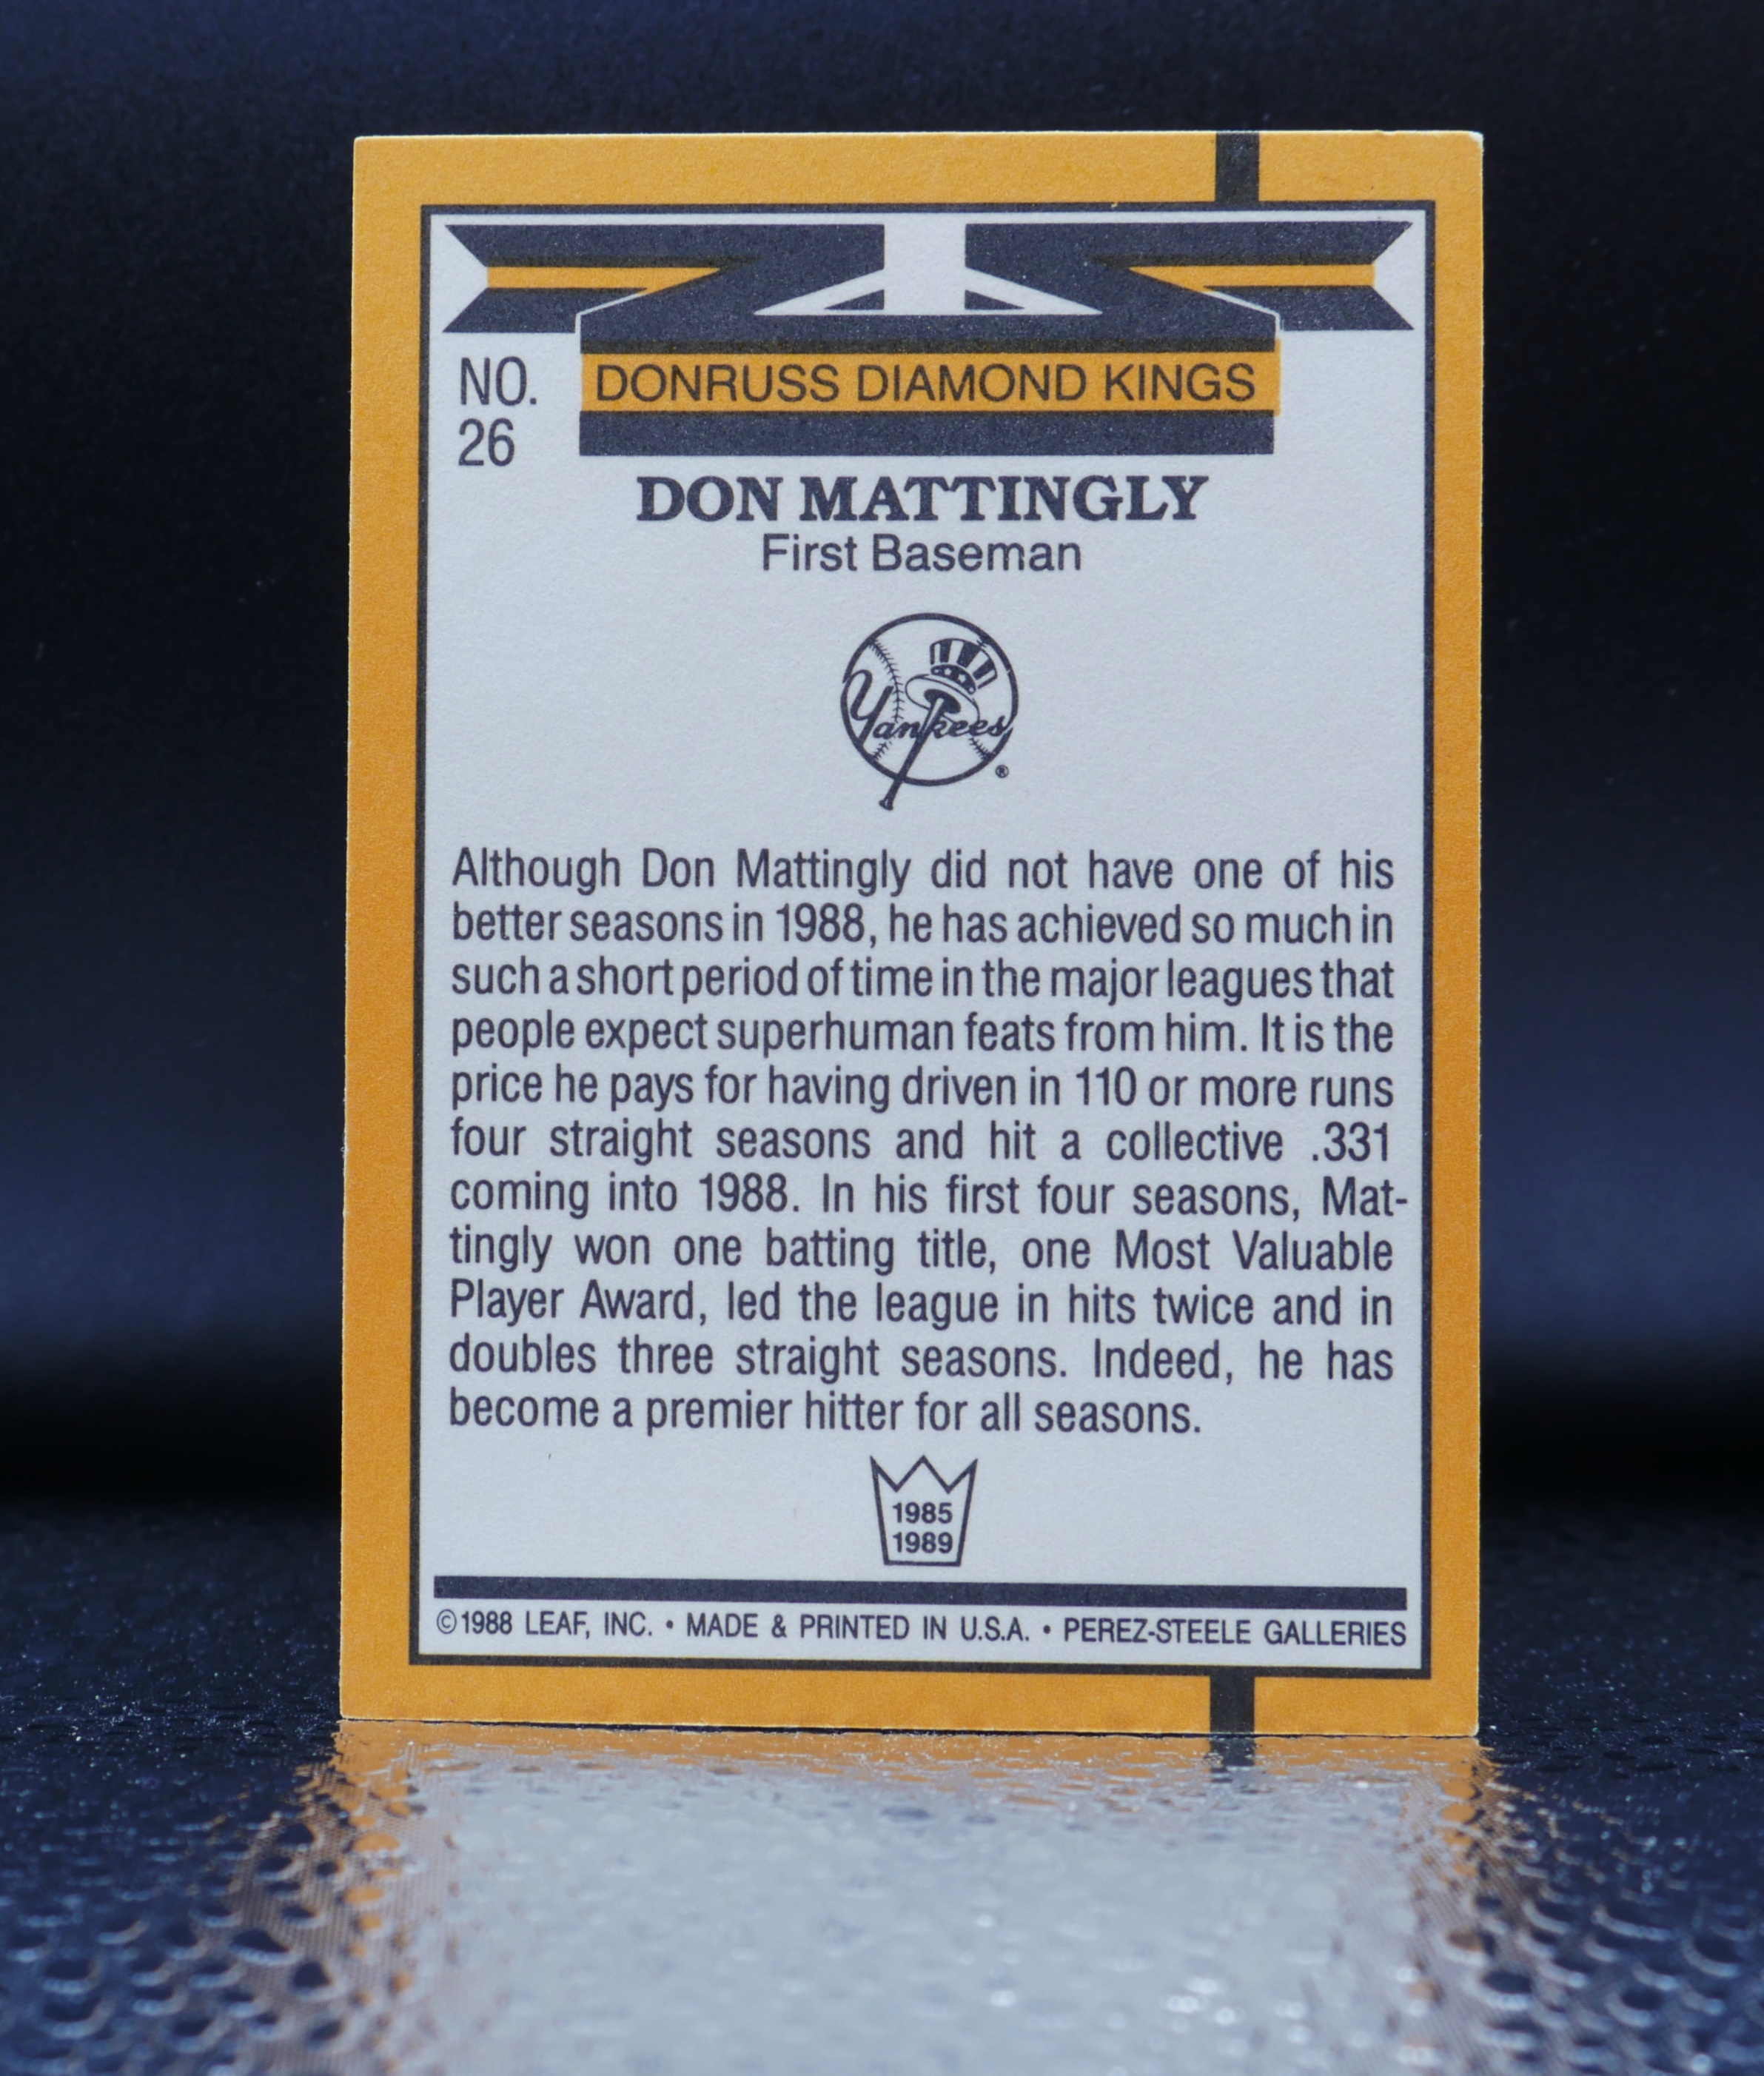 NO.
26
DONRUSS DIAMOND KINGS
DON MATTINGLY
First Baseman
Yankees
®
Although Don Mattingly did not have one of his
better seasons in 1988, he has achieved so much in
such a short period of time in the major leagues that
people expect superhuman feats from him. It is the
price he pays for having driven in 110 or more runs
four straight seasons and hit a collective .331
coming into 1988. In his first four seasons, Mat-
tingly won one batting title, one Most Valuable
Player Award, led the league in hits twice and in
doubles three straight seasons. Indeed, he has
become a premier hitter for all seasons.
1985
1989
©1988 LEAF, INC. • MADE & PRINTED IN U.S.A. • PEREZ-STEELE GALLERIES